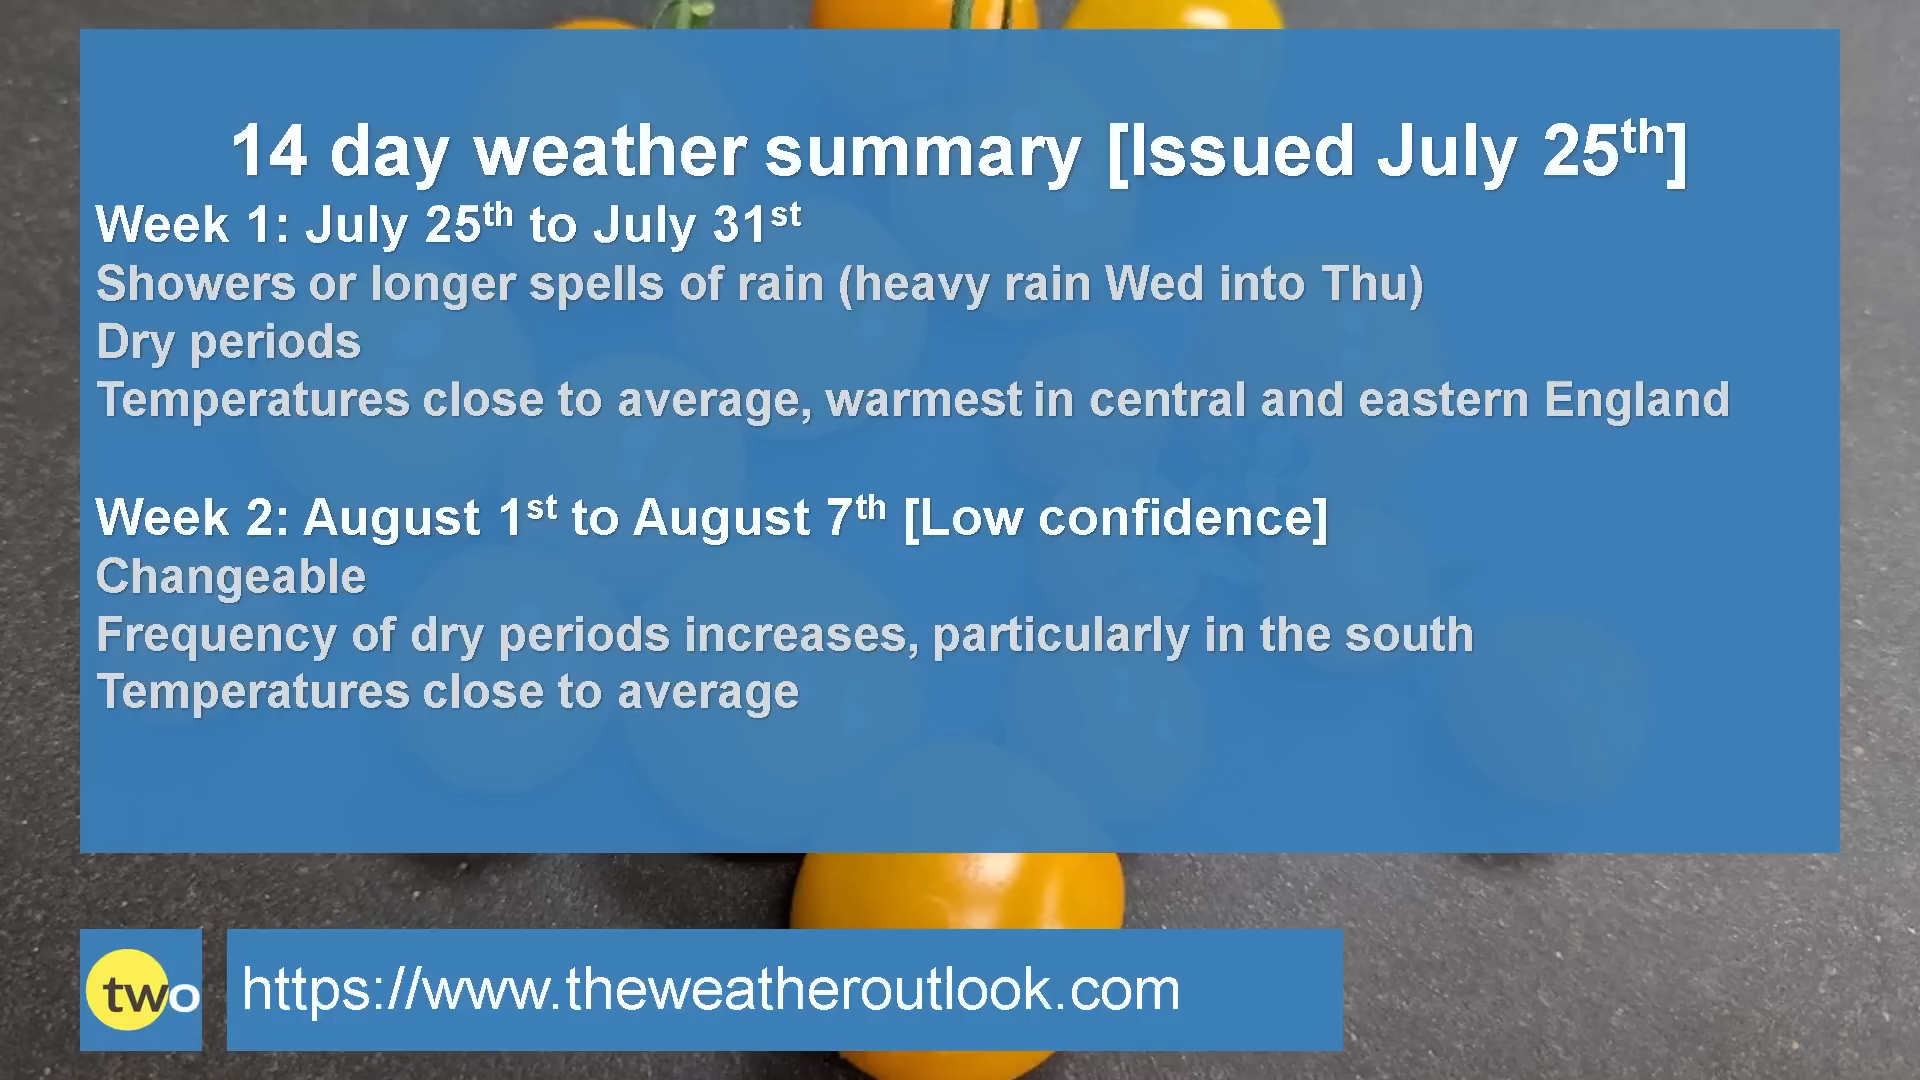 14 day weather summary [Issued July 25th]
Week 1: July 25th to July 31st
Showers or longer spells of rain (heavy rain Wed into Thu)
Dry periods
Temperatures close to average, warmest in central and eastern England
Week 2: August 1st to August 7th [Low confidence]
Changeable
Frequency of dry periods increases, particularly in the south
Temperatures close to average
two
https://www.theweatheroutlook.com